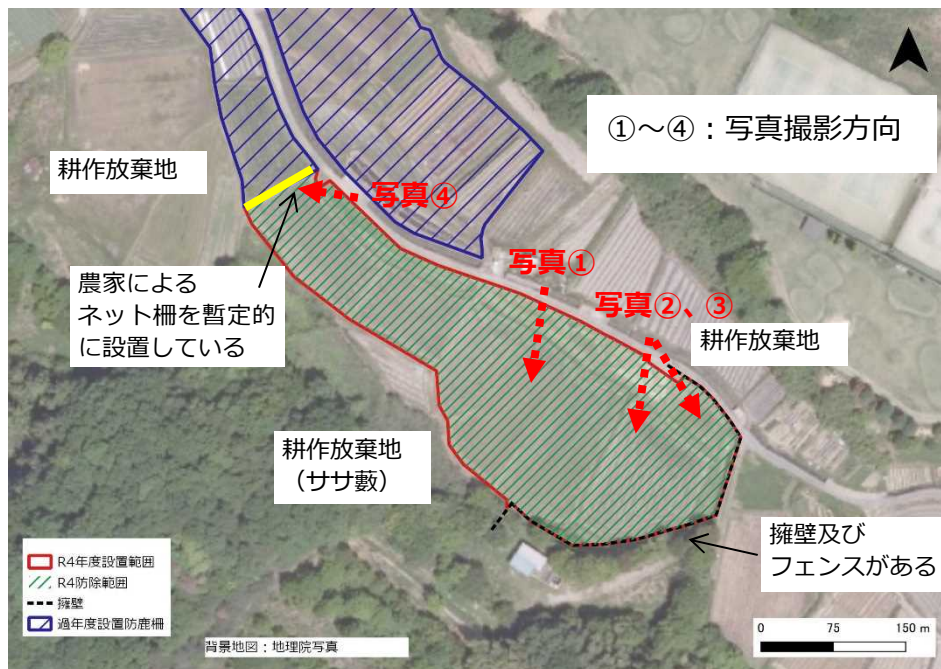 ①～④：写真撮影方向
耕作放棄地
写真④
写真①
農家による
ネット柵を暫定的
に設置している
写真②、③
耕作放棄地
耕作放棄地
（ササ藪）
擁壁及び
フェンスがある
R4年度設置範囲
R4防除範囲
擁壁
過年度設置防鹿柵
背景地図：地理院写真
0 75 150 m